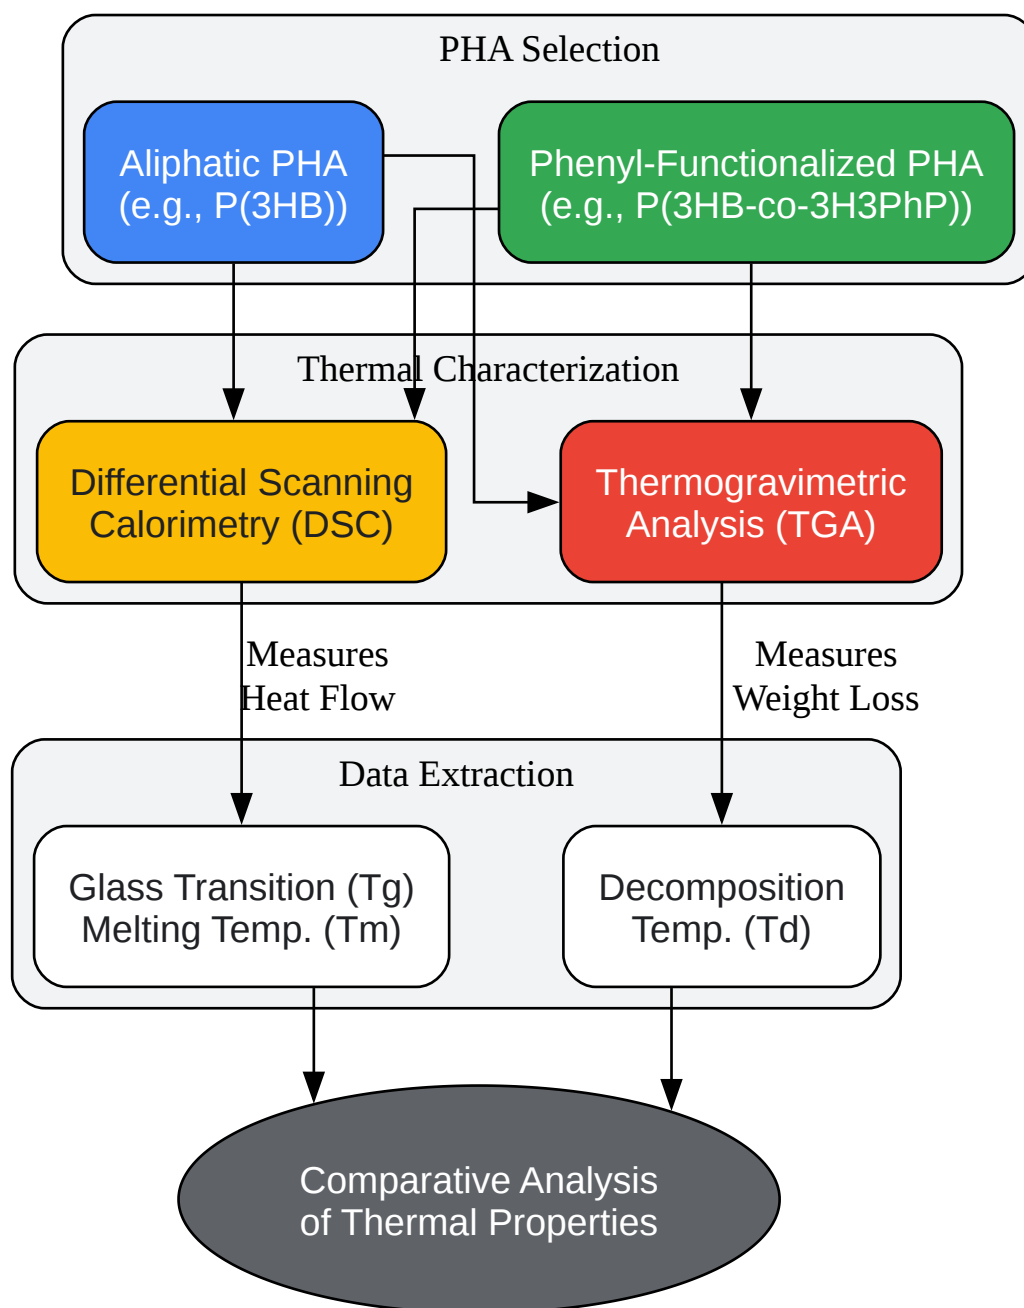 PHA Selection
Aliphatic PHA
(e.g., P(3HB))
Phenyl-Functionalized PHA
(e.g., P(3HB-co-3H3PhP))
Thermal Characterization
Differential Scanning
Calorimetry (DSC)
Thermogravimetric
Analysis (TGA)
Measures
Heat Flow
Measures
Weight Loss
Data Extraction
Glass Transition (Tg)
Melting Temp. (Tm)
Decomposition
Temp. (Td)
Comparative Analysis
of Thermal Properties